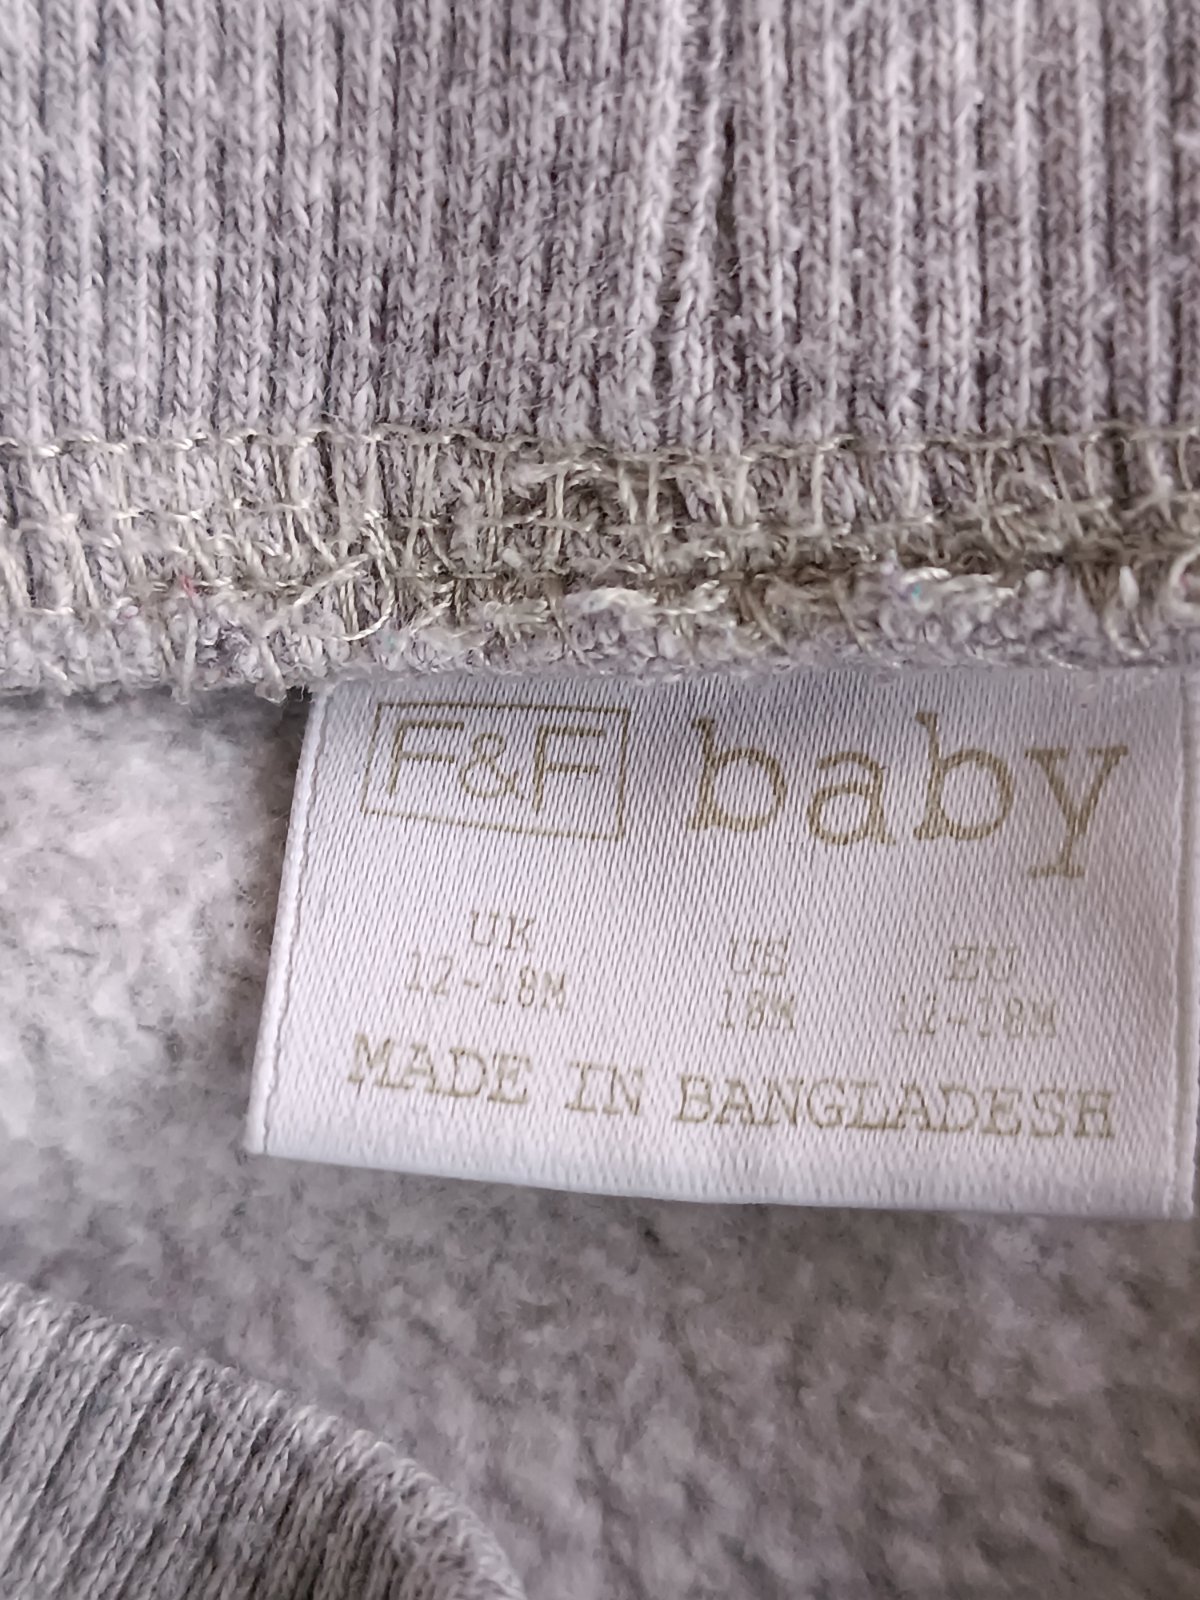 F&F baby
UK US EU
12-18M 18M 12-18M
MADE IN BANGLADESH